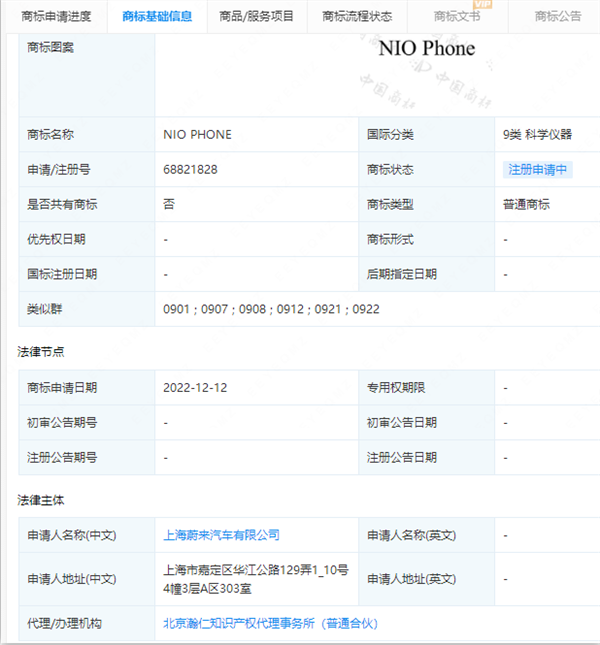 商标申请进度 商标基础信息 商品/服务项目 商标流程状态 商标文书 VIP 商标公告
商标图案 NIO Phone
中国商标
中国商标
商标名称 NIO PHONE 国际分类 9类 科学仪器
申请/注册号 68821828 商标状态 注册申请中
是否共有商标 否 商标类型 普通商标
优先权日期 - 商标形式 -
国标注册日期 - 后期指定日期 -
类似群 0901 ; 0907 ; 0908 ; 0912 ; 0921 ; 0922
法律节点
商标申请日期 2022-12-12 专用权期限 -
初审公告期号 - 初审公告日期 -
注册公告期号 - 注册公告日期 -
法律主体
申请人名称(中文) 上海蔚来汽车有限公司 申请人名称(英文) -
申请人地址(中文) 上海市嘉定区华江公路129弄1_10号
4幢3层A区303室 申请人地址(英文) -
代理/办理机构 北京瀚仁知识产权代理事务所（普通合伙）